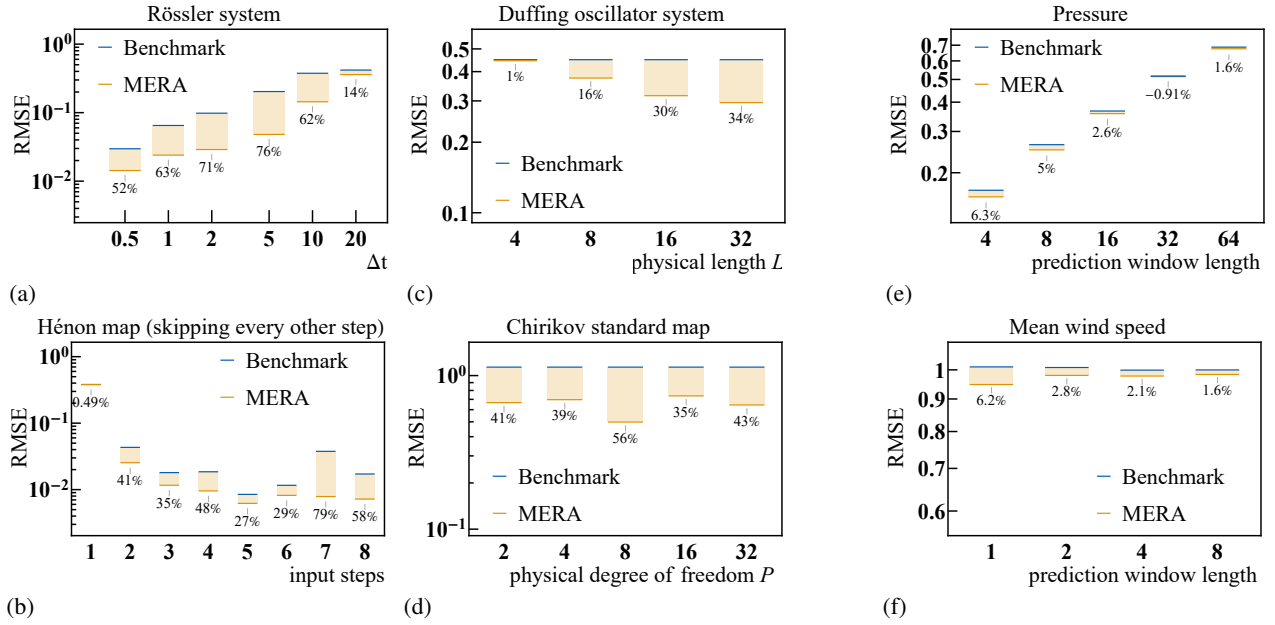 Rössler system
10⁰
10⁻¹
10⁻²
RMSE
Benchmark
MERA
52%
63%
71%
76%
62%
14%
0.5 1 2 5 10 20
Δt
(a)
Duffing oscillator system
0.5
0.4
0.3
0.2
0.1
RMSE
1%
16%
30%
34%
Benchmark
MERA
4 8 16 32
physical length L
(c)
Pressure
0.7
0.6
0.5
0.4
0.3
0.2
RMSE
Benchmark
MERA
6.3%
5%
2.6%
−0.91%
1.6%
4 8 16 32 64
prediction window length
(e)
Hénon map (skipping every other step)
10⁰
10⁻¹
10⁻²
RMSE
Benchmark
MERA
0.49%
41%
35%
48%
27%
29%
79%
58%
1 2 3 4 5 6 7 8
input steps
(b)
Chirikov standard map
10⁰
10⁻¹
RMSE
41%
39%
56%
35%
43%
Benchmark
MERA
2 4 8 16 32
physical degree of freedom P
(d)
Mean wind speed
1
0.9
0.8
0.7
0.6
RMSE
6.2%
2.8%
2.1%
1.6%
Benchmark
MERA
1 2 4 8
prediction window length
(f)